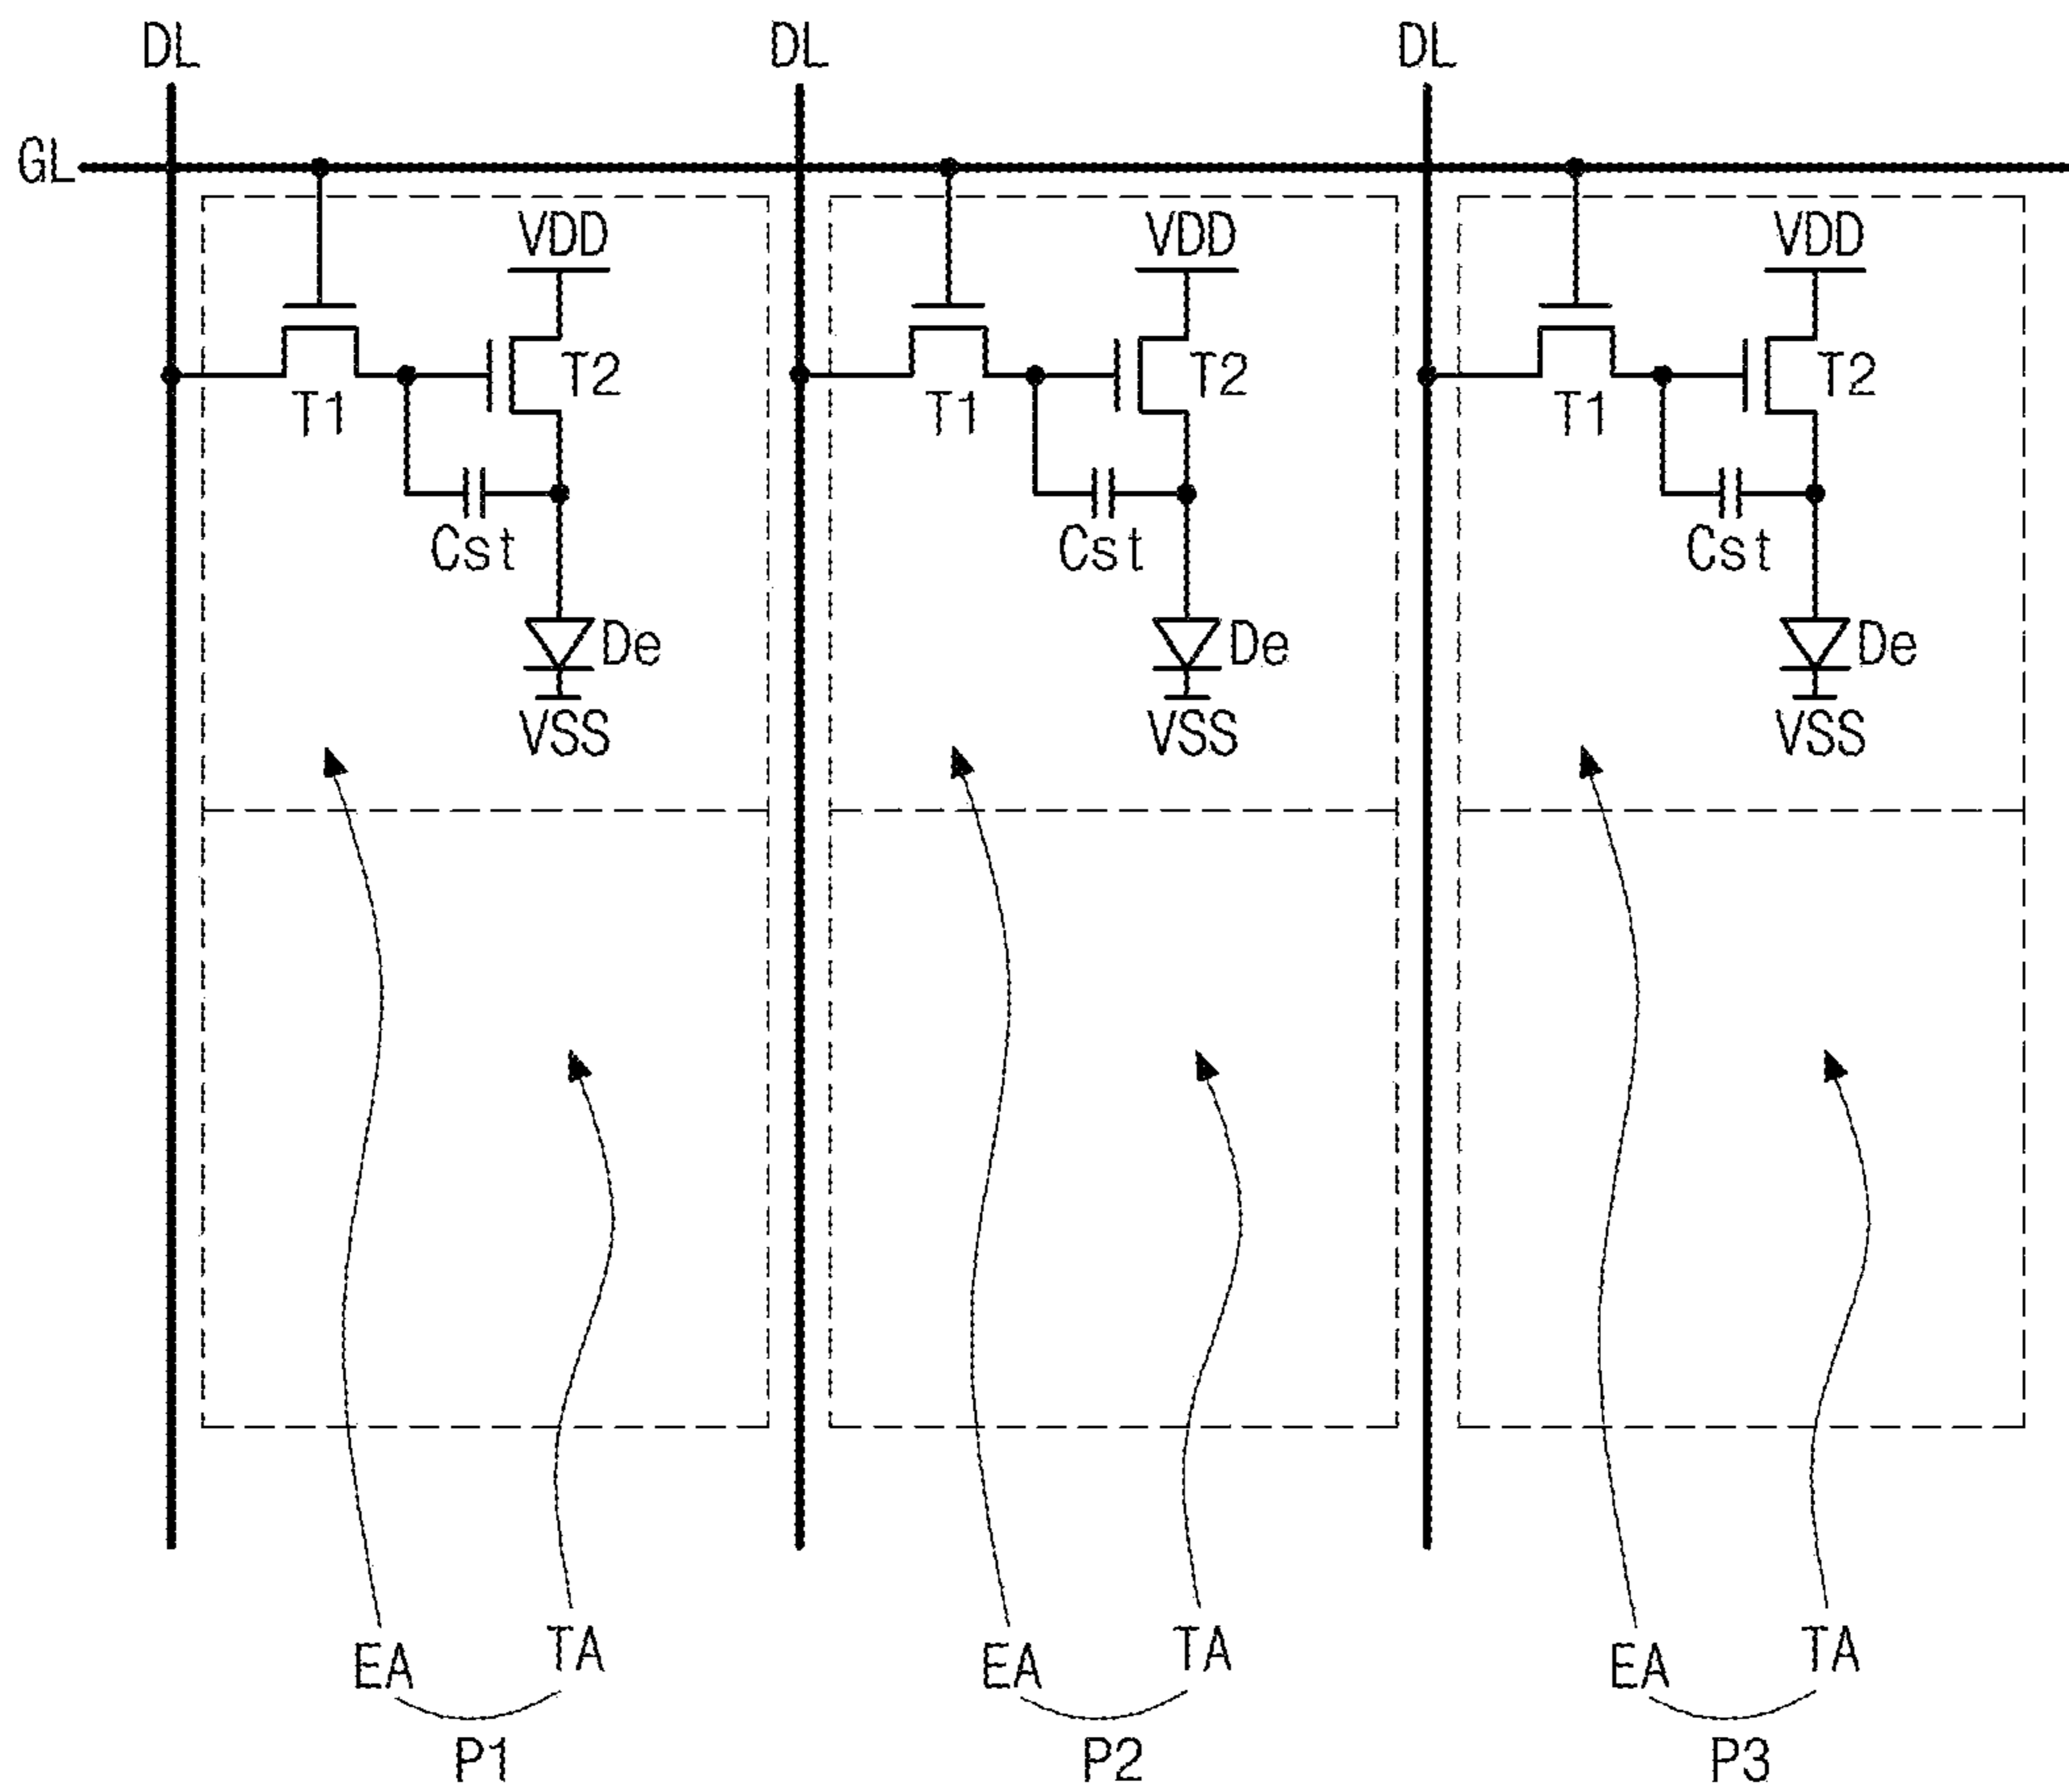 DL DL DL
GL
VDD VDD VDD
T2 T2 T2
T1 T1 T1
Cst Cst Cst
De De De
VSS VSS VSS
EA TA EA TA EA TA
P1 P2 P3